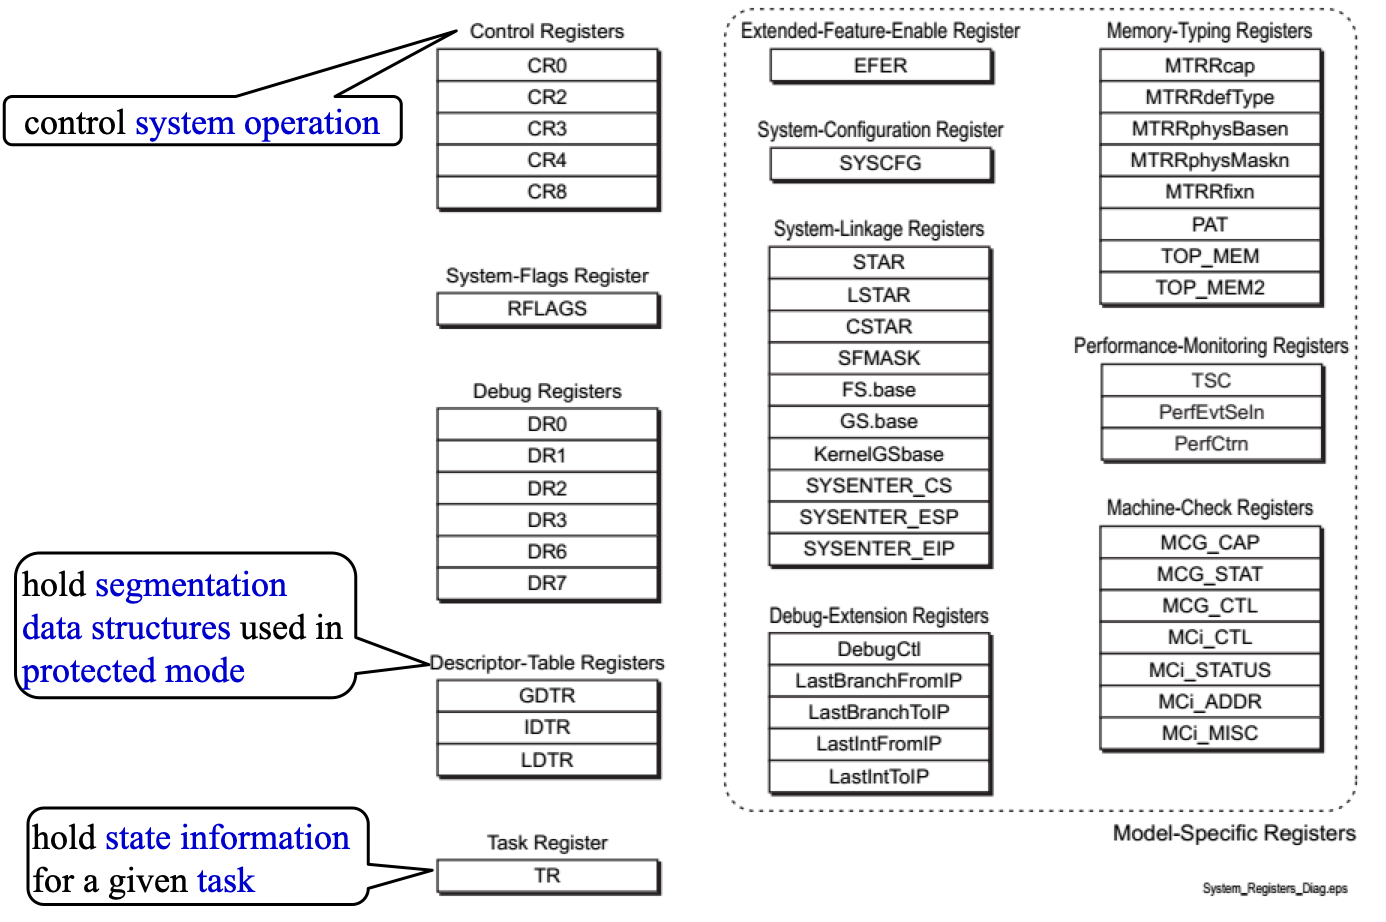 control system operation
Control Registers
CR0
CR2
CR3
CR4
CR8
System-Flags Register
RFLAGS
Debug Registers
DR0
DR1
DR2
DR3
DR6
DR7
hold segmentation
data structures used in
protected mode
Descriptor-Table Registers
GDTR
IDTR
LDTR
hold state information
for a given task
Task Register
TR
Extended-Feature-Enable Register
EFER
System-Configuration Register
SYSCFG
System-Linkage Registers
STAR
LSTAR
CSTAR
SFMASK
FS.base
GS.base
KernelGSbase
SYSENTER_CS
SYSENTER_ESP
SYSENTER_EIP
Debug-Extension Registers
DebugCtl
LastBranchFromIP
LastBranchToIP
LastIntFromIP
LastIntToIP
Memory-Typing Registers
MTRRcap
MTRRdefType
MTRRphysBasen
MTRRphysMaskn
MTRRfixn
PAT
TOP_MEM
TOP_MEM2
Performance-Monitoring Registers
TSC
PerfEvtSeln
PerfCtrn
Machine-Check Registers
MCG_CAP
MCG_STAT
MCG_CTL
MCi_CTL
MCi_STATUS
MCi_ADDR
MCi_MISC
Model-Specific Registers
System_Registers_Diag.eps